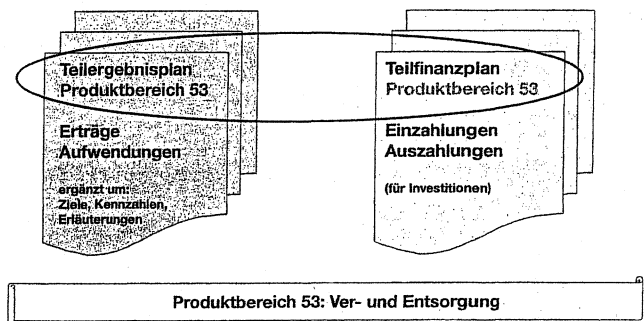 Teilergebnisplan
Produktbereich 53
Erträge
Aufwendungen
ergänzt um:
Ziele, Kennzahlen,
Erläuterungen
Teilfinanzplan
Produktbereich 53
Einzahlungen
Auszahlungen
(für Investitionen)
Produktbereich 53: Ver- und Entsorgung